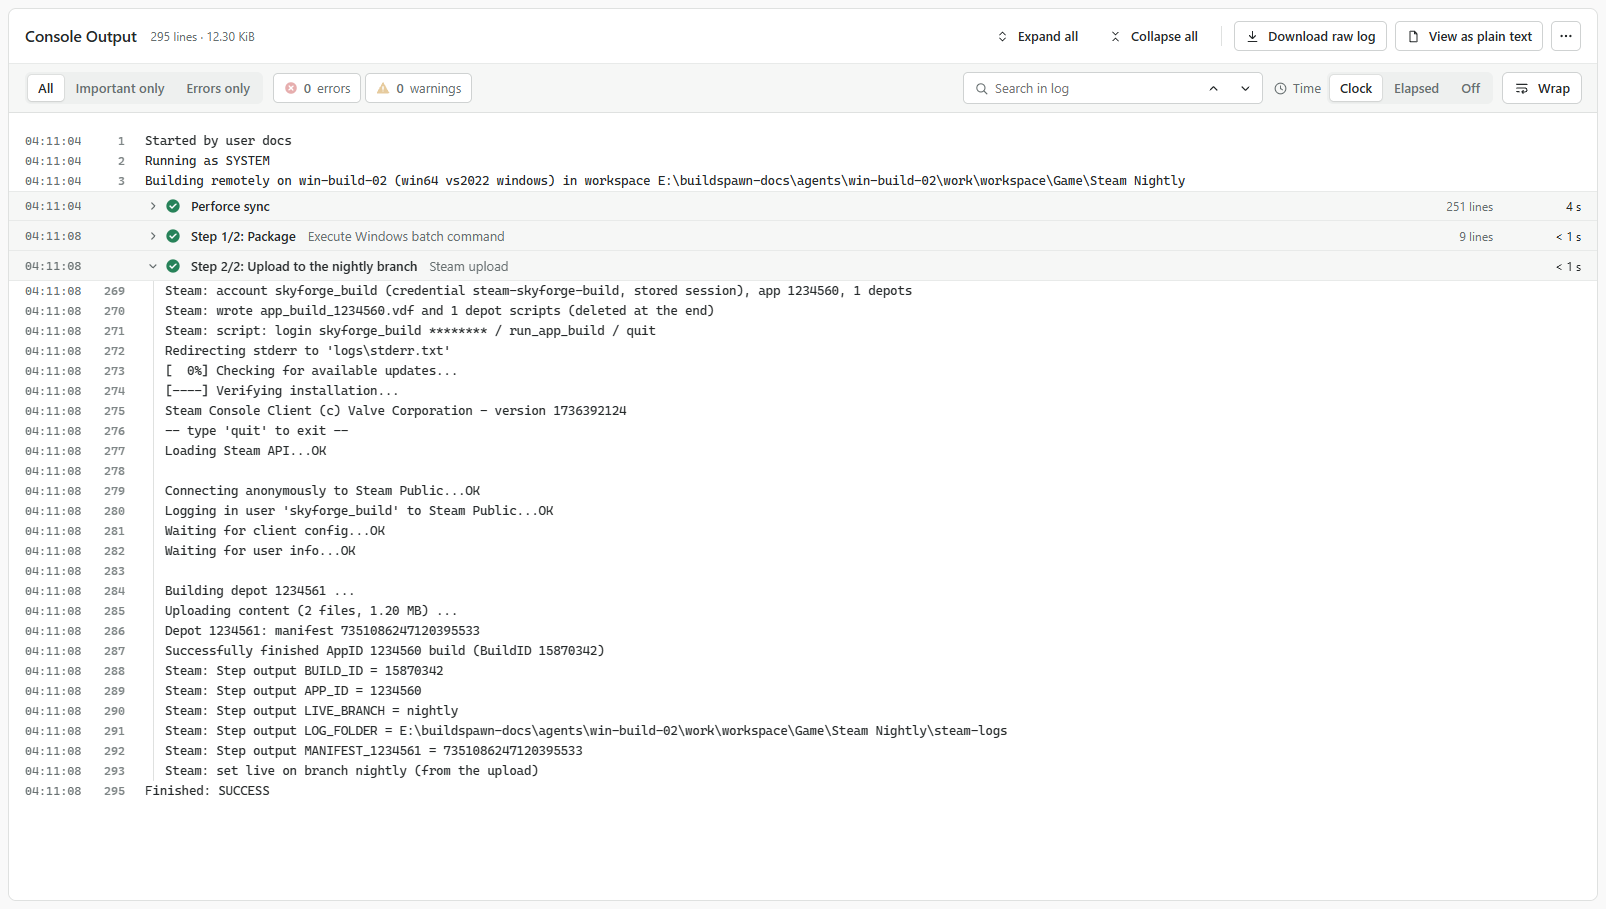 Console Output 295 lines · 12.30 KiB Expand all Collapse all Download raw log View as plain text ...
All Important only Errors only 0 errors 0 warnings Search in log Time Clock Elapsed Off Wrap
04:11:04 1 Started by user docs
04:11:04 2 Running as SYSTEM
04:11:04 3 Building remotely on win-build-02 (win64 vs2022 windows) in workspace E:\buildspawn-docs\agents\win-build-02\work\workspace\Game\Steam Nightly
04:11:04 Perforce sync 251 lines 4 s
04:11:08 Step 1/2: Package Execute Windows batch command 9 lines < 1 s
04:11:08 Step 2/2: Upload to the nightly branch Steam upload < 1 s
04:11:08 269 Steam: account skyforge_build (credential steam-skyforge-build, stored session), app 1234560, 1 depots
04:11:08 270 Steam: wrote app_build_1234560.vdf and 1 depot scripts (deleted at the end)
04:11:08 271 Steam: script: login skyforge_build ******** / run_app_build / quit
04:11:08 272 Redirecting stderr to 'logs\stderr.txt'
04:11:08 273 [  0%] Checking for available updates...
04:11:08 274 [----] Verifying installation...
04:11:08 275 Steam Console Client (c) Valve Corporation - version 1736392124
04:11:08 276 -- type 'quit' to exit --
04:11:08 277 Loading Steam API...OK
04:11:08 278
04:11:08 279 Connecting anonymously to Steam Public...OK
04:11:08 280 Logging in user 'skyforge_build' to Steam Public...OK
04:11:08 281 Waiting for client config...OK
04:11:08 282 Waiting for user info...OK
04:11:08 283
04:11:08 284 Building depot 1234561 ...
04:11:08 285 Uploading content (2 files, 1.20 MB) ...
04:11:08 286 Depot 1234561: manifest 7351086247120395533
04:11:08 287 Successfully finished AppID 1234560 build (BuildID 15870342)
04:11:08 288 Steam: Step output BUILD_ID = 15870342
04:11:08 289 Steam: Step output APP_ID = 1234560
04:11:08 290 Steam: Step output LIVE_BRANCH = nightly
04:11:08 291 Steam: Step output LOG_FOLDER = E:\buildspawn-docs\agents\win-build-02\work\workspace\Game\Steam Nightly\steam-logs
04:11:08 292 Steam: Step output MANIFEST_1234561 = 7351086247120395533
04:11:08 293 Steam: set live on branch nightly (from the upload)
04:11:08 295 Finished: SUCCESS